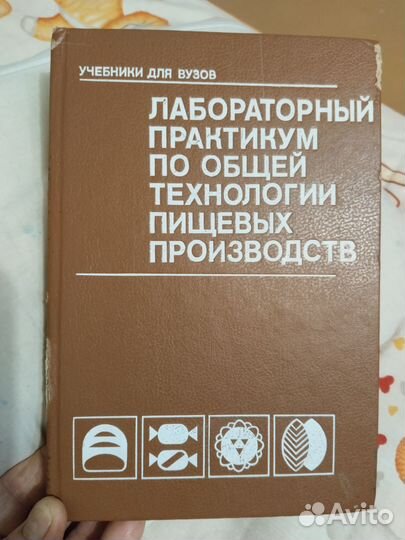 УЧЕБНИКИ ДЛЯ ВУЗОВ
ЛАБОРАТОРНЫЙ
ПРАКТИКУМ
ПО ОБЩЕЙ
ТЕХНОЛОГИИ
ПИЩЕВЫХ
ПРОИЗВОДСТВ
Avito